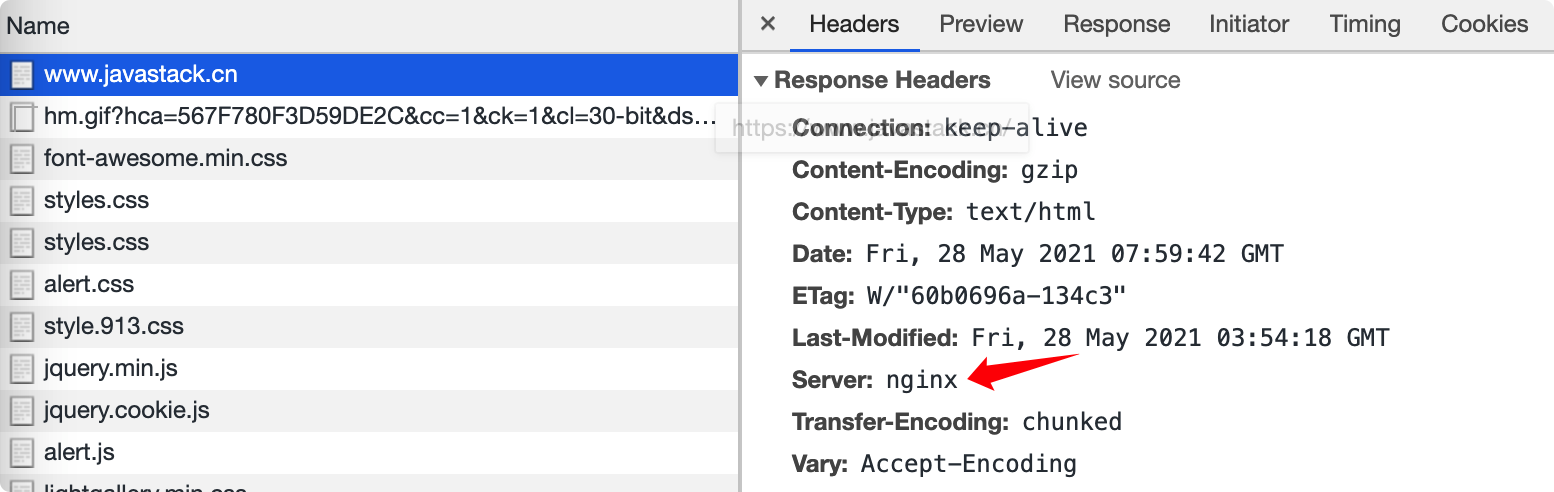 Name
www.javastack.cn
hm.gif?hca=567F780F3D59DE2C&cc=1&ck=1&cl=30-bit&ds...
font-awesome.min.css
styles.css
styles.css
alert.css
style.913.css
jquery.min.js
jquery.cookie.js
alert.js
lightgallery.min.css
× Headers Preview Response Initiator Timing Cookies
▼ Response Headers View source
Connection: keep-alive
Content-Encoding: gzip
Content-Type: text/html
Date: Fri, 28 May 2021 07:59:42 GMT
ETag: W/"60b0696a-134c3"
Last-Modified: Fri, 28 May 2021 03:54:18 GMT
Server: nginx
Transfer-Encoding: chunked
Vary: Accept-Encoding